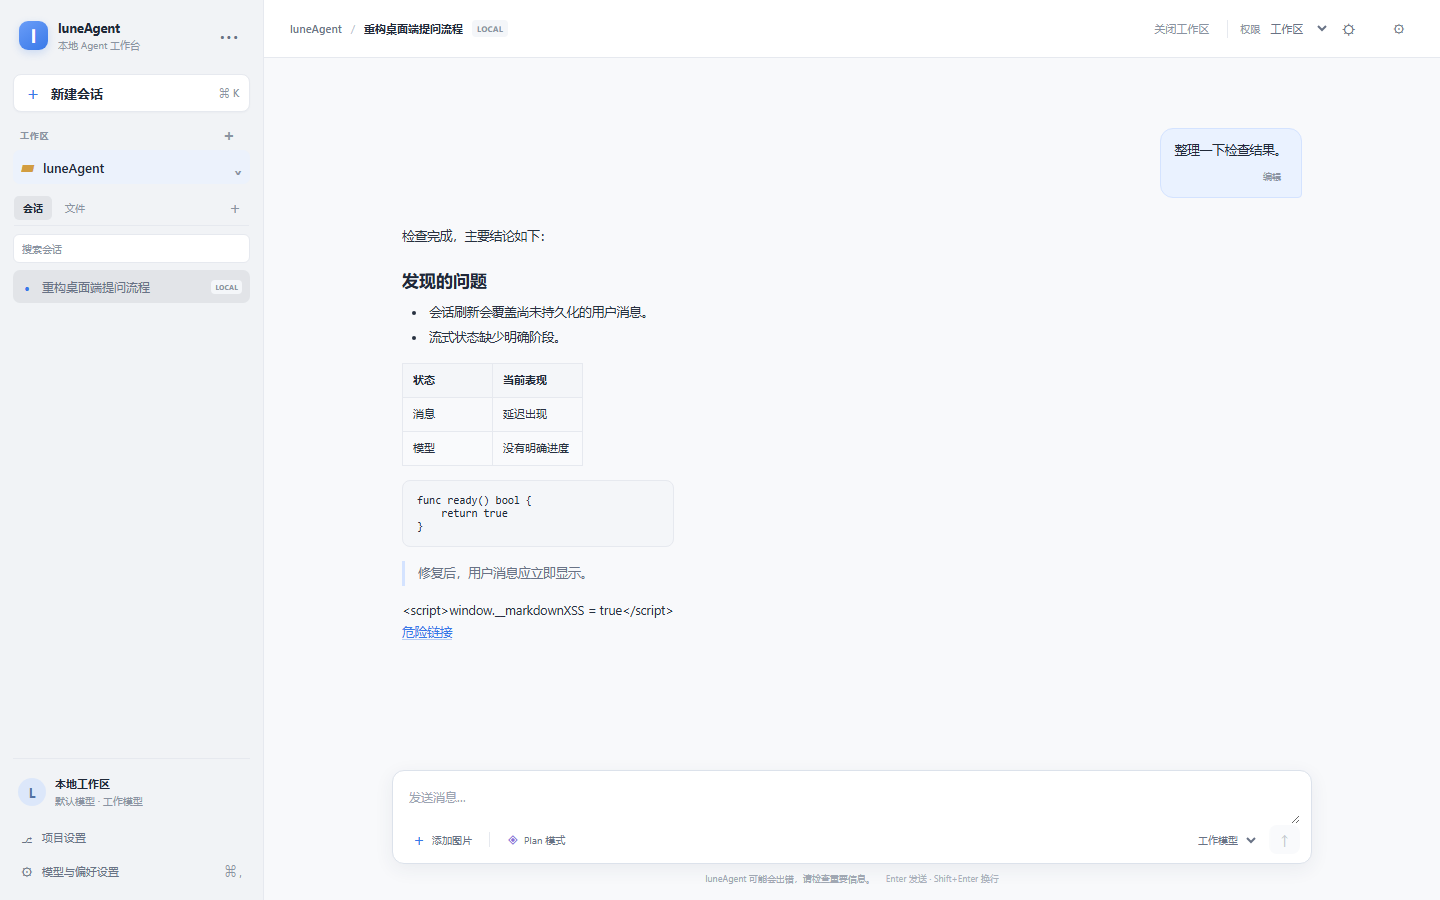 luneAgent
本地 Agent 工作台
+ 新建会话 ⌘ K
工作区 +
luneAgent
会话 文件 +
搜索会话
重构桌面端提问流程 LOCAL
L
本地工作区
默认模型 · 工作模型
项目设置
模型与偏好设置 ⌘ ,
luneAgent / 重构桌面端提问流程 LOCAL
关闭工作区 权限 工作区
整理一下检查结果。
编辑
检查完成，主要结论如下：
发现的问题
• 会话刷新会覆盖尚未持久化的用户消息。
• 流式状态缺少明确阶段。
状态 当前表现
消息 延迟出现
模型 没有明确进度
func ready() bool {
    return true
}
修复后，用户消息应立即显示。
<script>window.__markdownXSS = true</script>
危险链接
发送消息...
+ 添加图片 Plan 模式 工作模型 ↑
luneAgent 可能会出错，请检查重要信息。 Enter 发送 · Shift+Enter 换行